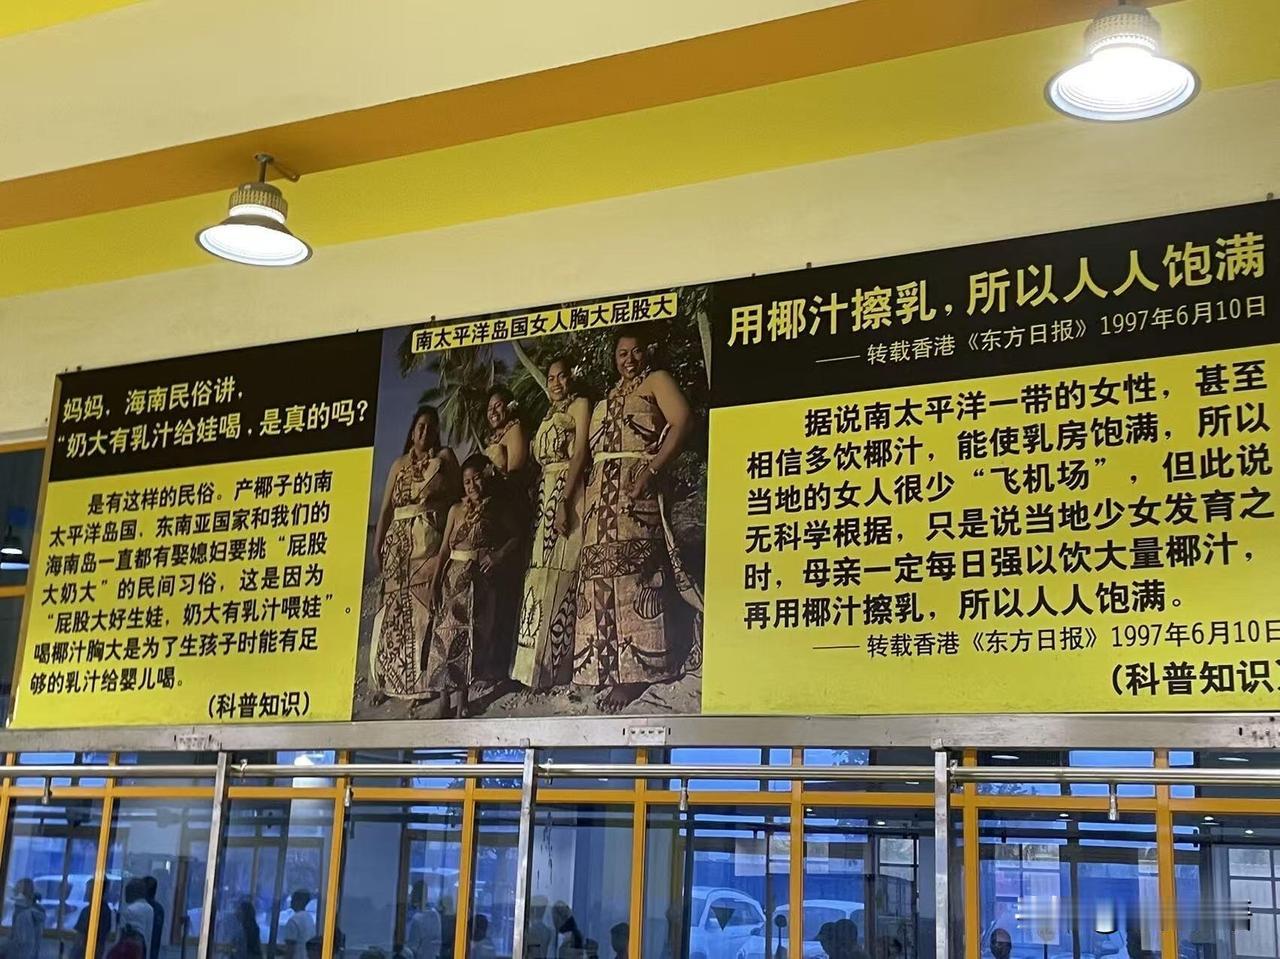 妈妈，海南民俗讲，
“奶大有乳汁给娃喝，是真的吗？
是有这样的民俗。产椰子的南
太平洋岛国、东南亚国家和我们的
海南岛一直都有娶媳妇要挑“屁股
大奶大”的民间习俗，这是因为
“屁股大好生娃，奶大有乳汁喂娃”。
喝椰汁胸大是为了生孩子时能有足
够的乳汁给婴儿喝。
（科普知识）
南太平洋岛国女人胸大屁股大
用椰汁擦乳，所以人人饱满
——转载香港《东方日报》1997年6月10日
据说南太平洋一带的女性，甚至
相信多饮椰汁，能使乳房饱满，所以
当地的女人很少“飞机场”，但此说
无科学根据，只是说当地少女发育之
时，母亲一定每日强以饮大量椰汁，
再用椰汁擦乳，所以人人饱满。
——转载香港《东方日报》1997年6月10日
（科普知识）